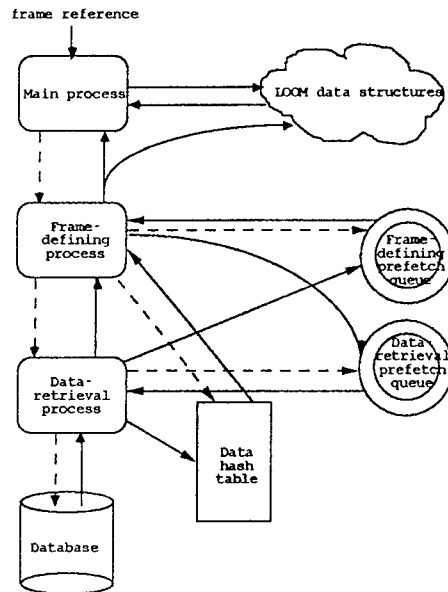 frame reference
Main process
LOOM data structures
Frame-
defining
process
Frame-
defining
prefetch
queue
Data-
retrieval
prefetch
queue
Data-
retrieval
process
Data
hash
table
Database